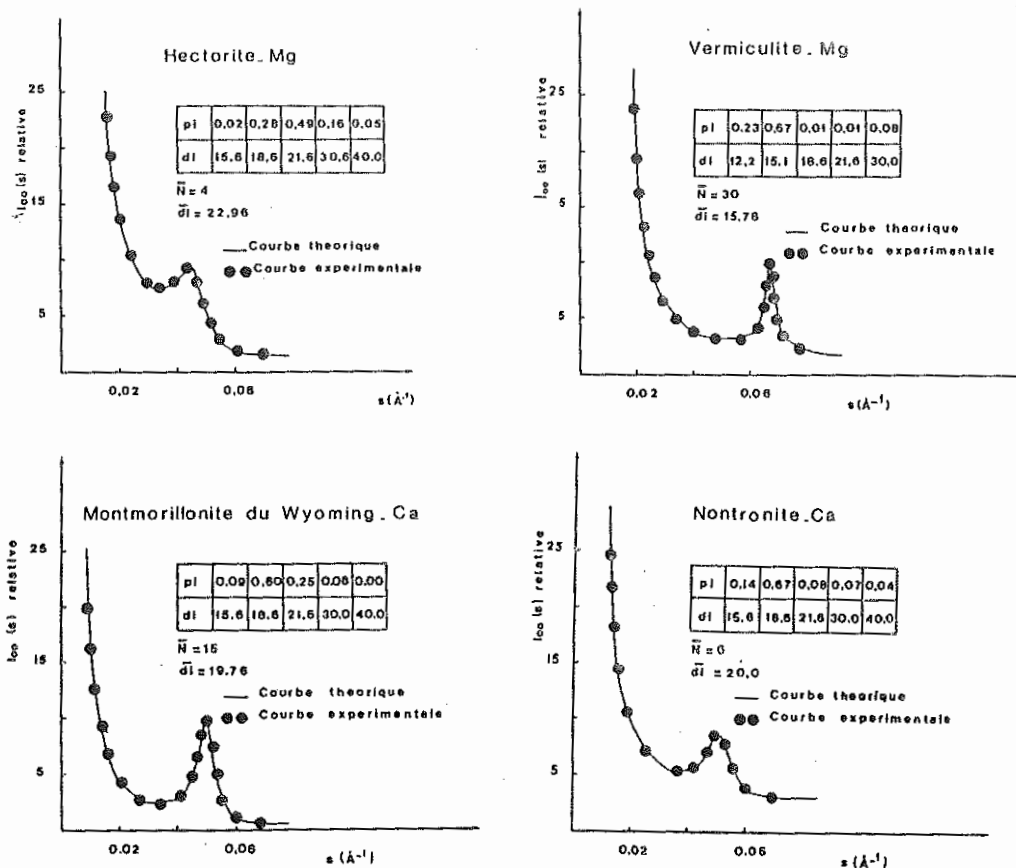 Hectorite_Mg
I₀₀(s) relative
25
15
5
pi 0,02 0,28 0,49 0,16 0,05
di 15,6 18,6 21,6 30,6 40.0
N̄=4
d̄i=22,96
Courbe theorique
Courbe experimentale
0,02 0,06
s(Å⁻¹)
Vermiculite_Mg
I₀₀(s) relative
25
5
5
pi 0.23 0,67 0,01 0,01 0,08
di 12,2 15,1 18,6 21,6 30,0
N̄=30
d̄i=15,78
Courbe theorique
Courbe experimentale
0,02 0,06
s(Å⁻¹)
Montmorillonite du Wyoming_Ca
I₀₀(s) relative
25
15
5
pi 0,09 0,60 0,25 0,06 0,00
di 15,6 18,6 21,6 30,0 40,0
N̄=15
d̄i=19.76
Courbe theorique
Courbe experimentale
0.02 0,06
s(Å⁻¹)
Nontronite_Ca
I₀₀(s) relative
25
15
5
pi 0,14 0,67 0,08 0,07 0,04
di 15,6 18,6 21,6 30,0 40,0
N̄=6
d̄i=20,0
Courbe theorique
Courbe experimentale
0.02 0,06
s(Å⁻¹)